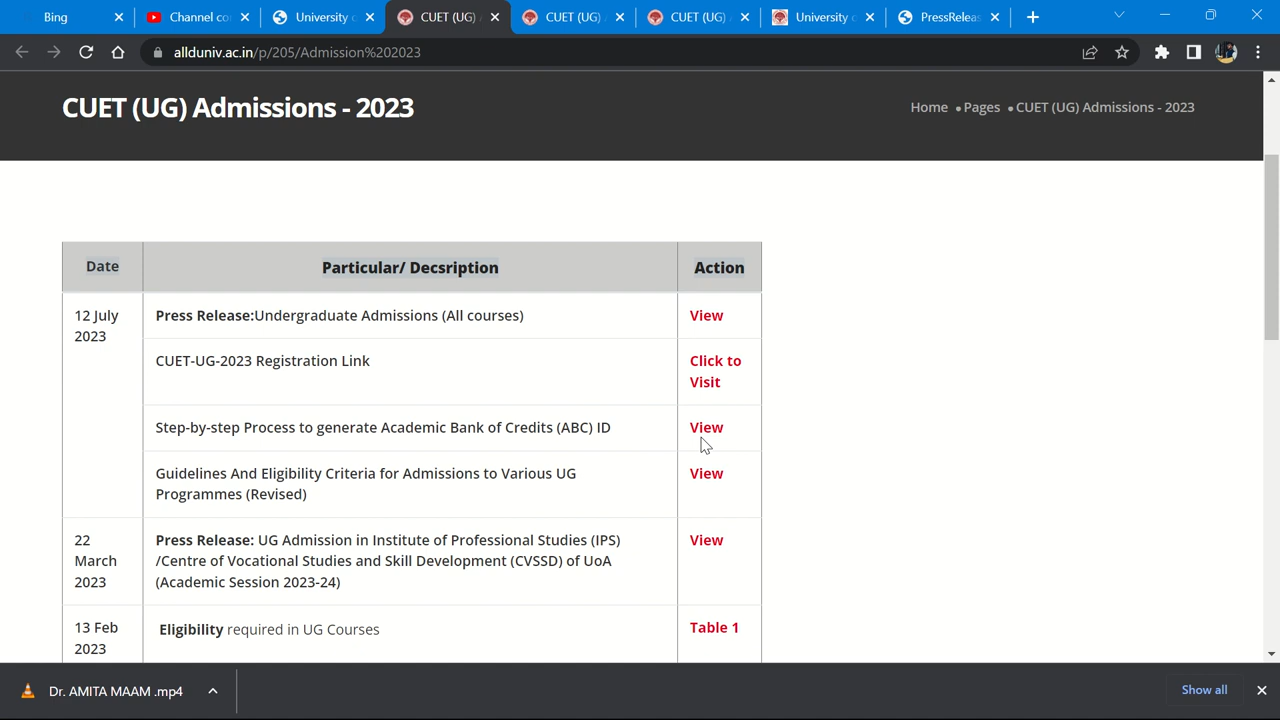 Bing
Channel co
University o
CUET (UG) A
CUET (UG)
CUET (UG)
University o
PressReleas
allduniv.ac.in/p/205/Admission%202023
CUET (UG) Admissions - 2023
Home Pages CUET (UG) Admissions - 2023
Date Particular/ Decsription Action
12 July
2023
Press Release:Undergraduate Admissions (All courses) View
CUET-UG-2023 Registration Link
Click to
Visit
Step-by-step Process to generate Academic Bank of Credits (ABC) ID View
Guidelines And Eligibility Criteria for Admissions to Various UG
Programmes (Revised)
View
22
March
2023
Press Release: UG Admission in Institute of Professional Studies (IPS)
/Centre of Vocational Studies and Skill Development (CVSSD) of UoA
(Academic Session 2023-24)
View
13 Feb
2023
Eligibility required in UG Courses
Table 1
Dr. AMITA MAAM .mp4
Show all